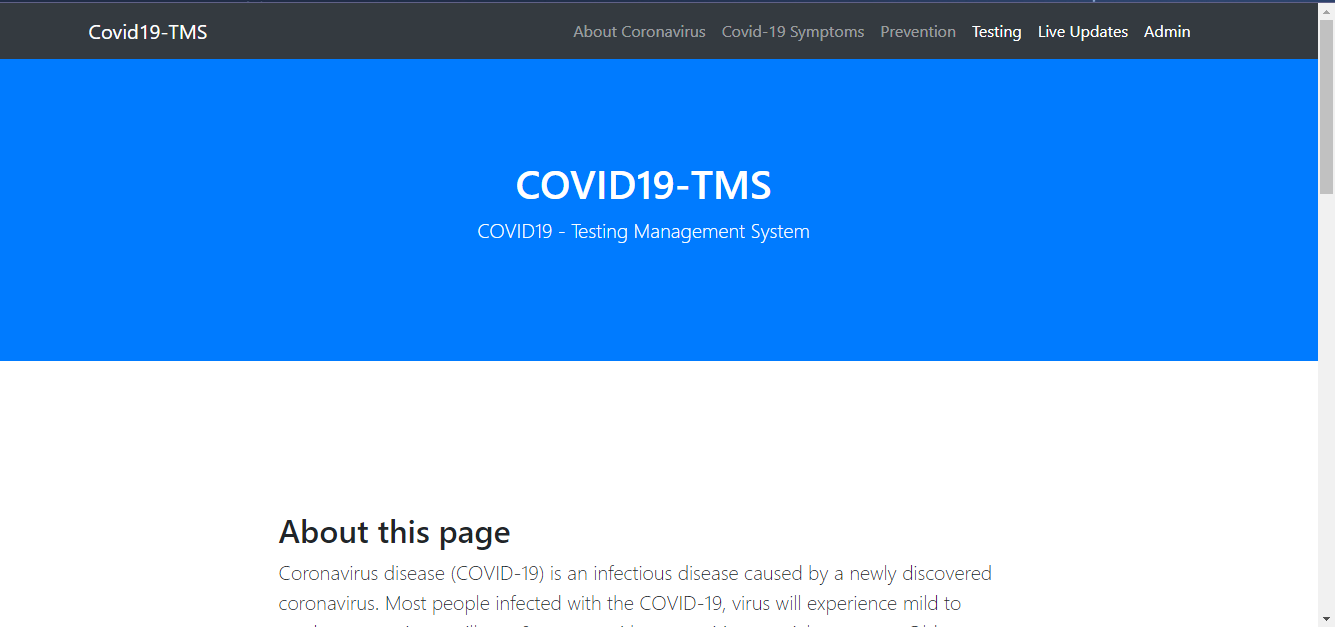 Covid19-TMS
About Coronavirus Covid-19 Symptoms Prevention Testing Live Updates Admin
COVID19-TMS
COVID19 - Testing Management System
About this page
Coronavirus disease (COVID-19) is an infectious disease caused by a newly discovered
coronavirus. Most people infected with the COVID-19, virus will experience mild to